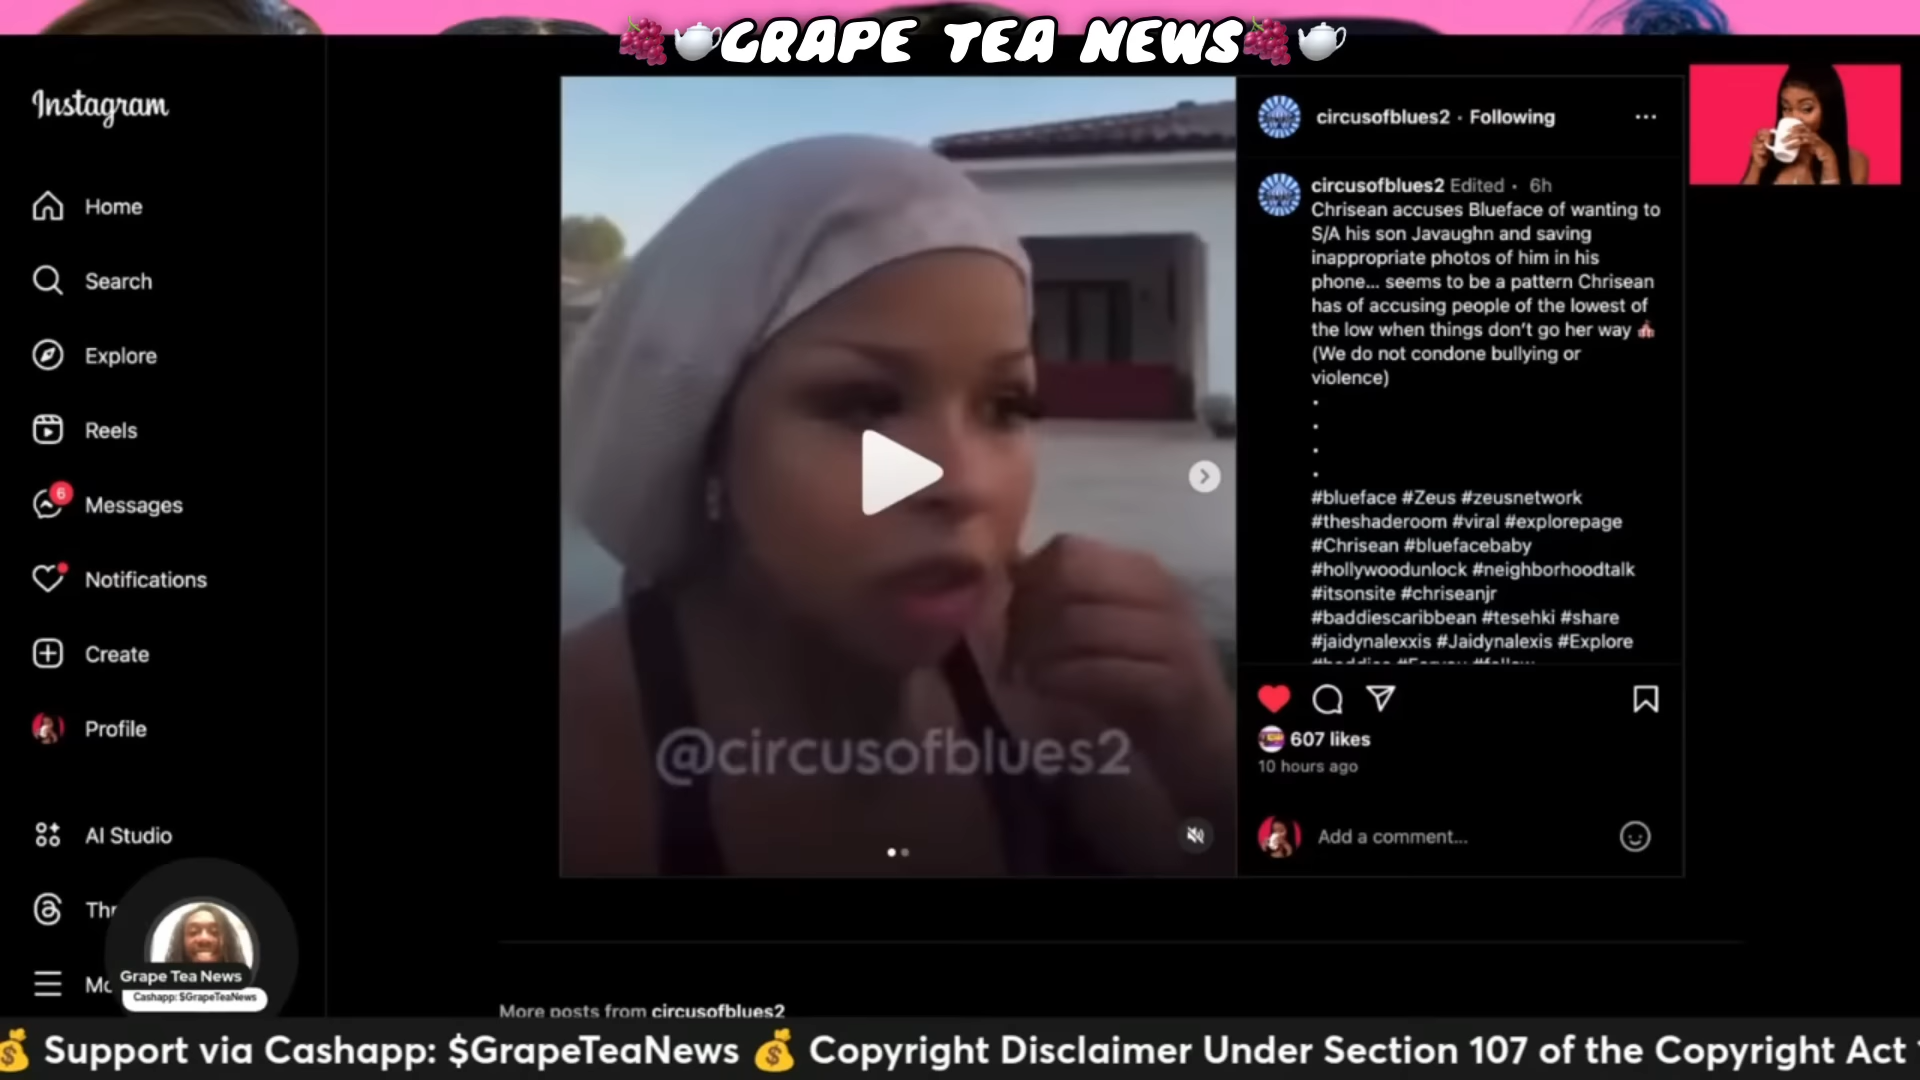 GRAPE TEA NEWS
Instagram
Home
Search
Explore
Reels
6
Messages
Notifications
Create
Profile
AI Studio
Grape Tea News
Cashapp: $GrapeTeaNews
@circusofblues2
circusofblues2 · Following
circusofblues2 Edited · 6h
Chrisean accuses Blueface of wanting to
S/A his son Javaughn and saving
inappropriate photos of him in his
phone... seems to be a pattern Chrisean
has of accusing people of the lowest of
the low when things don't go her way 🎪
(We do not condone bullying or
violence)
.
.
.
.
#blueface #Zeus #zeusnetwork
#theshaderoom #viral #explorepage
#Chrisean #bluefacebaby
#hollywoodunlock #neighborhoodtalk
#itsonsite #chriseanjr
#baddiescaribbean #tesehki #share
#jaidynalexxis #Jaidynalexis #Explore
607 likes
10 hours ago
Add a comment...
More posts from circusofblues2
💰 Support via Cashapp: $GrapeTeaNews 💰 Copyright Disclaimer Under Section 107 of the Copyright Act